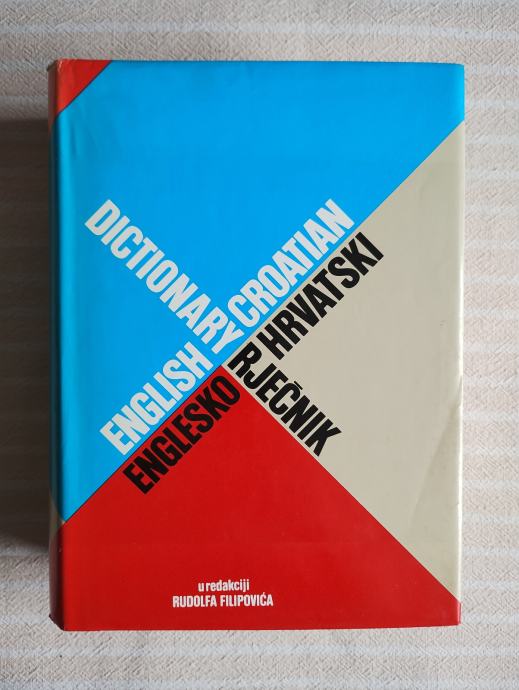 DICTIONARY
ENGLISH CROATIAN
ENGLESKO HRVATSKI
RJEČNIK
u redakciji
RUDOLFA FILIPOVIĆA